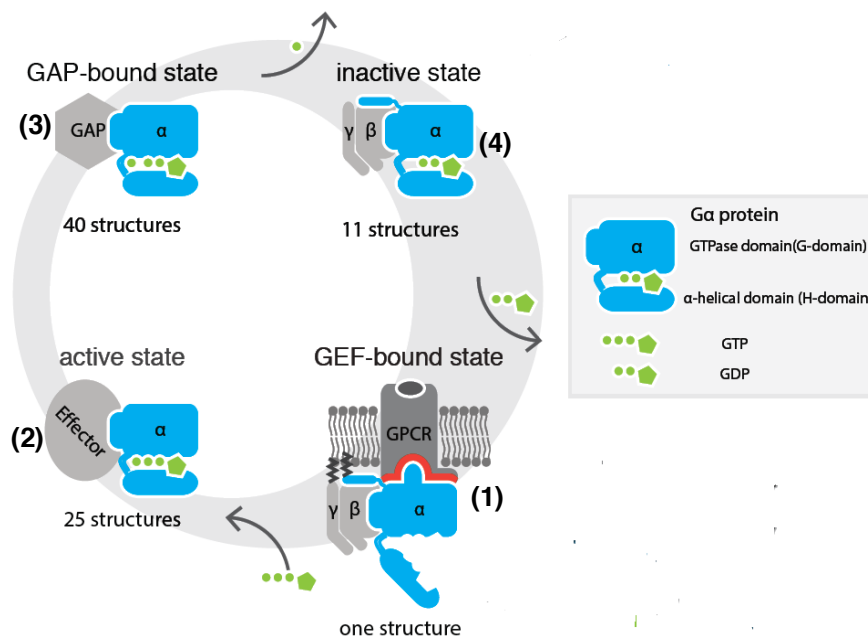 GAP-bound state
inactive state
(3)
GAP
α
γ
β
α
(4)
40 structures
11 structures
Gα protein
α
GTPase domain(G-domain)
α-helical domain (H-domain
GTP
GDP
active state
GEF-bound state
(2)
Effector
α
GPCR
(1)
γ
β
α
25 structures
one structure